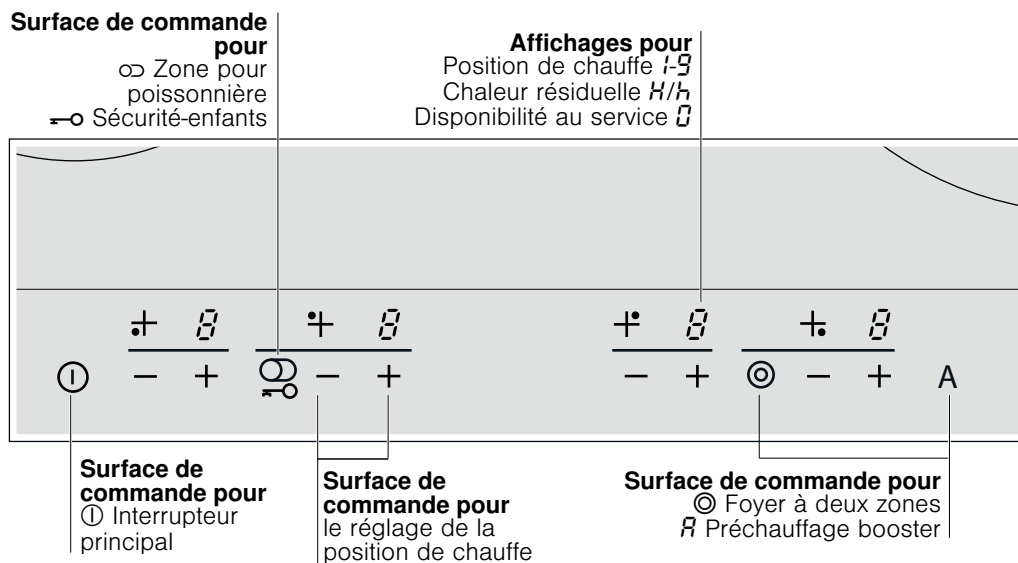 Surface de commande
pour
Zone pour
poissonnière
Sécurité-enfants
Affichages pour
Position de chauffe 1-9
Chaleur résiduelle H/h
Disponibilité au service 0
8 8 8 8
− + − + − + − + A
Surface de
commande pour
Interrupteur
principal
Surface de
commande pour
le réglage de la
position de chauffe
Surface de commande pour
Foyer à deux zones
A Préchauffage booster